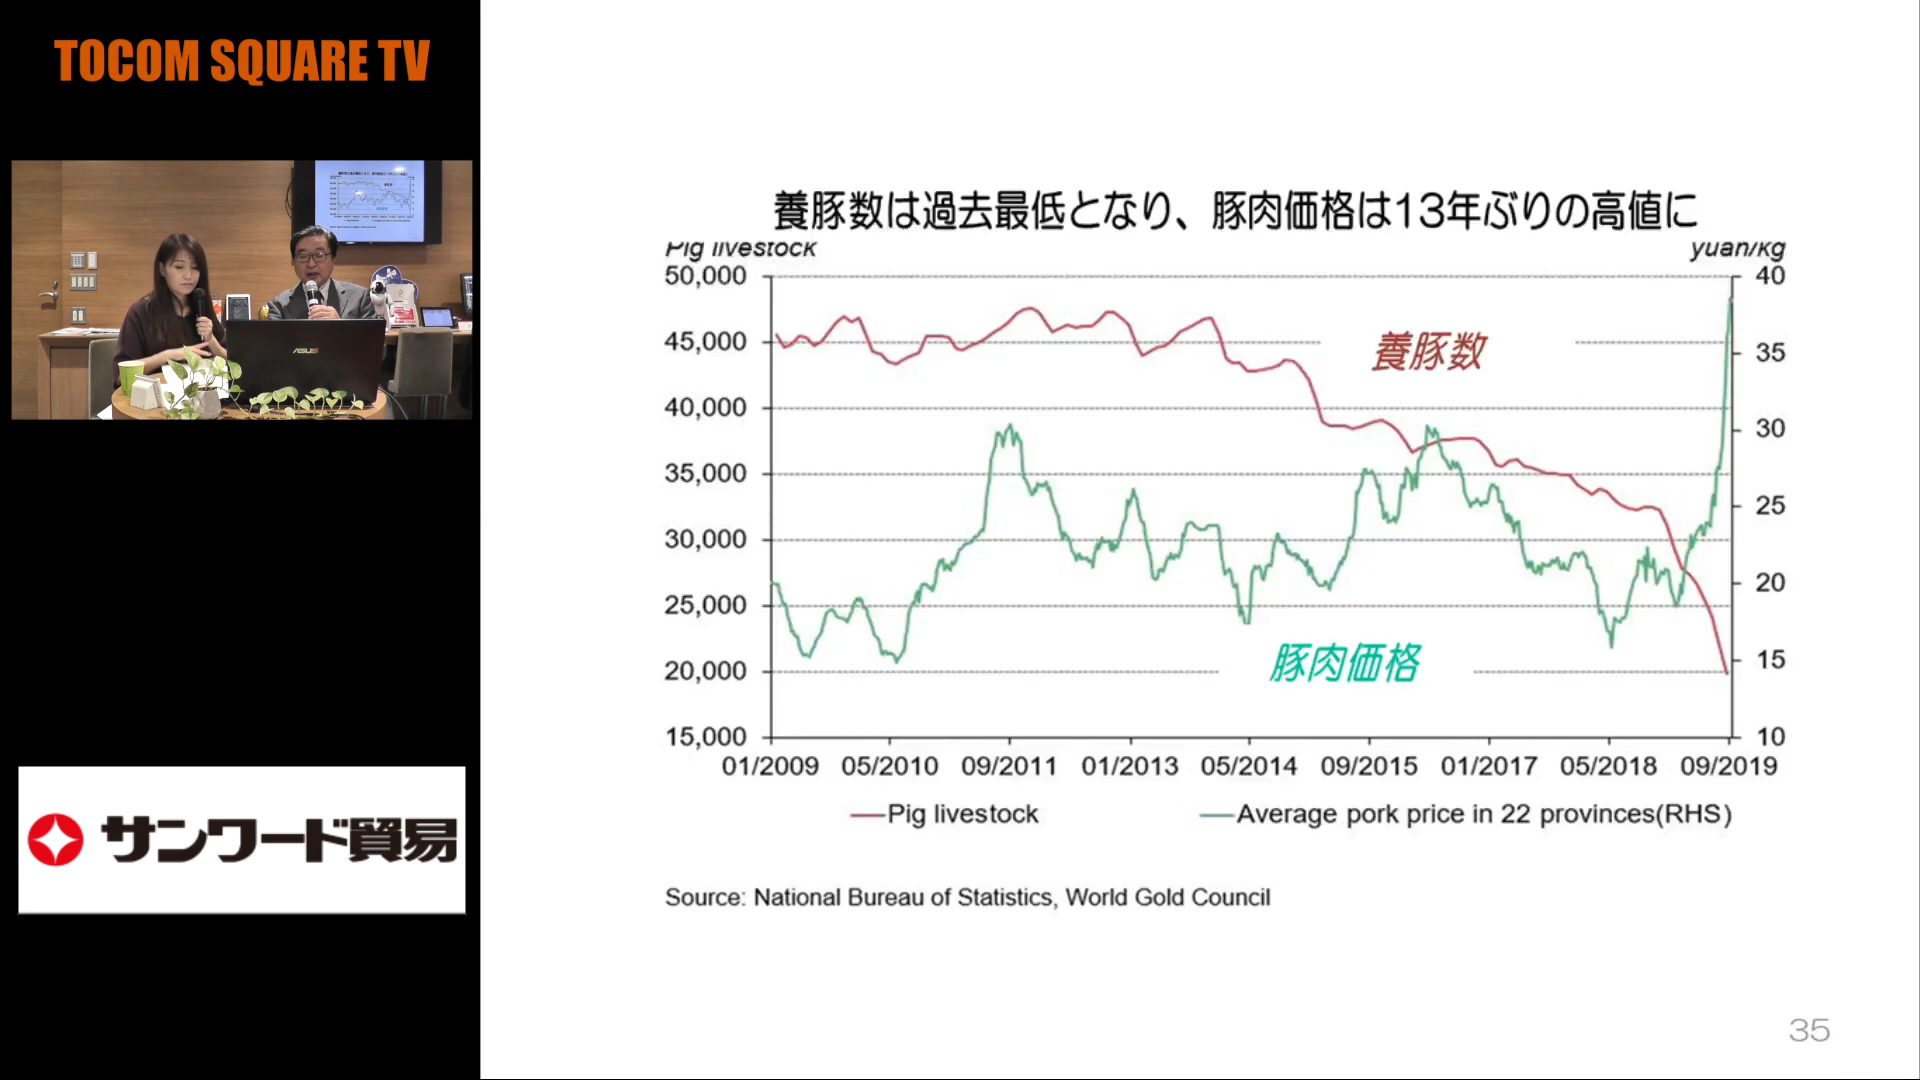 TOCOM SQUARE TV
ASUS
サンワード貿易
養豚数は過去最低となり、豚肉価格は13年ぶりの高値に
Pig livestock
yuan/kg
50,000
45,000
40,000
35,000
30,000
25,000
20,000
15,000
40
35
30
25
20
15
10
養豚数
豚肉価格
01/2009 05/2010 09/2011 01/2013 05/2014 09/2015 01/2017 05/2018 09/2019
Pig livestock
Average pork price in 22 provinces(RHS)
Source: National Bureau of Statistics, World Gold Council
35